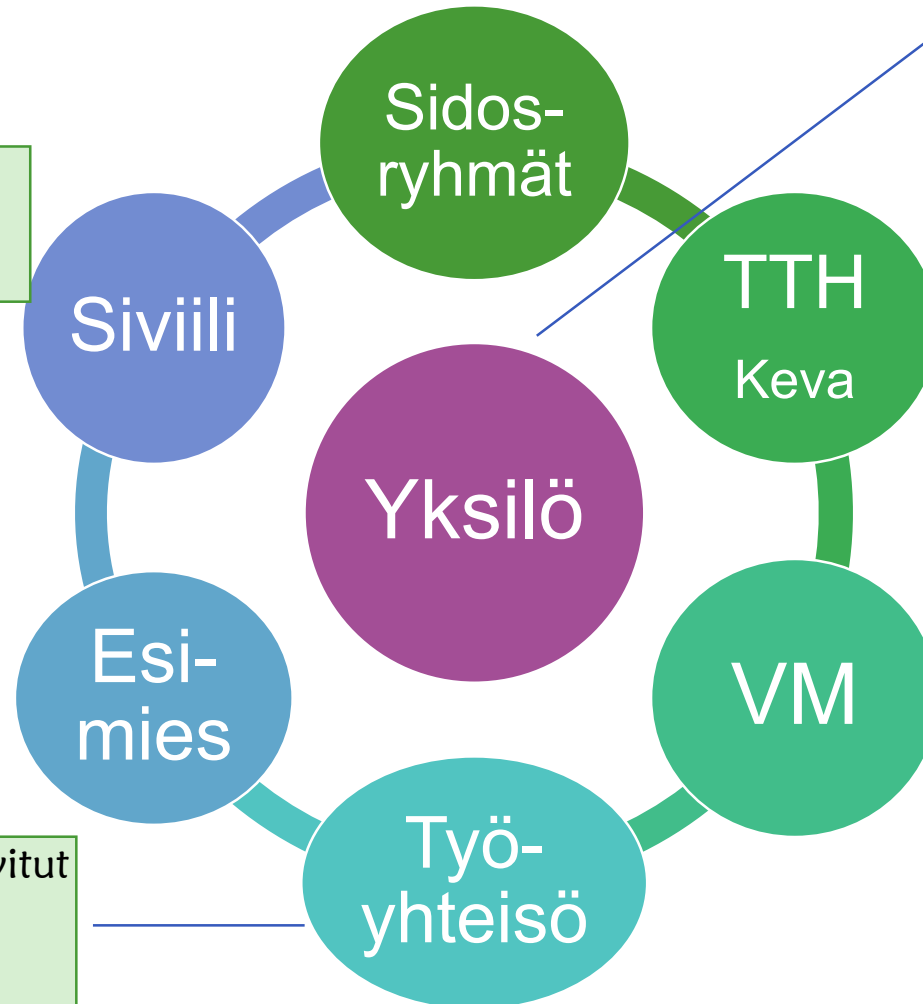 Sidos-
ryhmät
TTH
Keva
Siviili
Yksilö
Esi-
mies
VM
Työ-
yhteisö